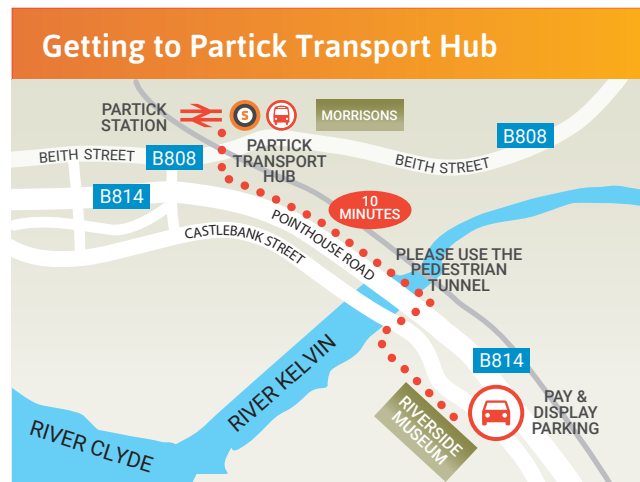 Getting to Partick Transport Hub
PARTICK
STATION
S
MORRISONS
B808
BEITH STREET
B808
PARTICK
TRANSPORT
HUB
BEITH STREET
B814
10
MINUTES
CASTLEBANK STREET
POINTHOUSE ROAD
PLEASE USE THE
PEDESTRIAN
TUNNEL
B814
RIVER KELVIN
RIVERSIDE
MUSEUM
PAY &
DISPLAY
PARKING
RIVER CLYDE